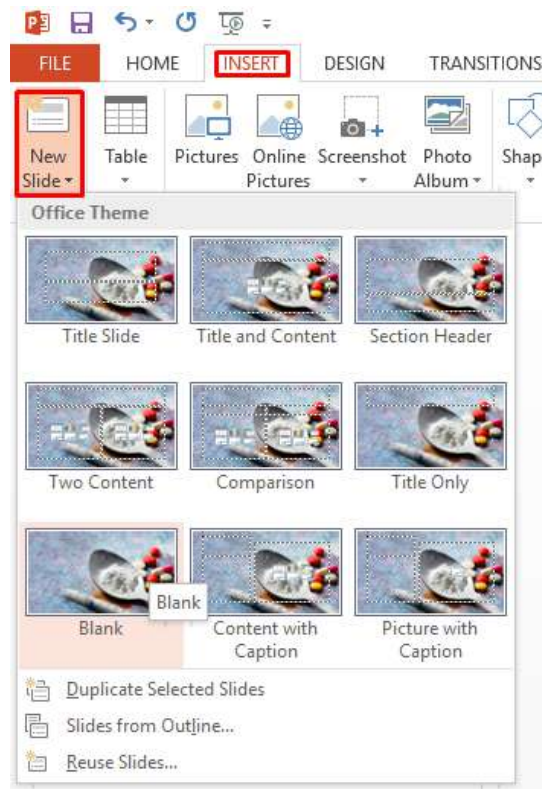 FILE HOME INSERT DESIGN TRANSITIONS
New Table Pictures Online Screenshot Photo Shap
Slide Pictures Album
Office Theme
Title Slide Title and Content Section Header
Two Content Comparison Title Only
Blank
Blank Content with Picture with
Caption Caption
Duplicate Selected Slides
Slides from Outline...
Reuse Slides...